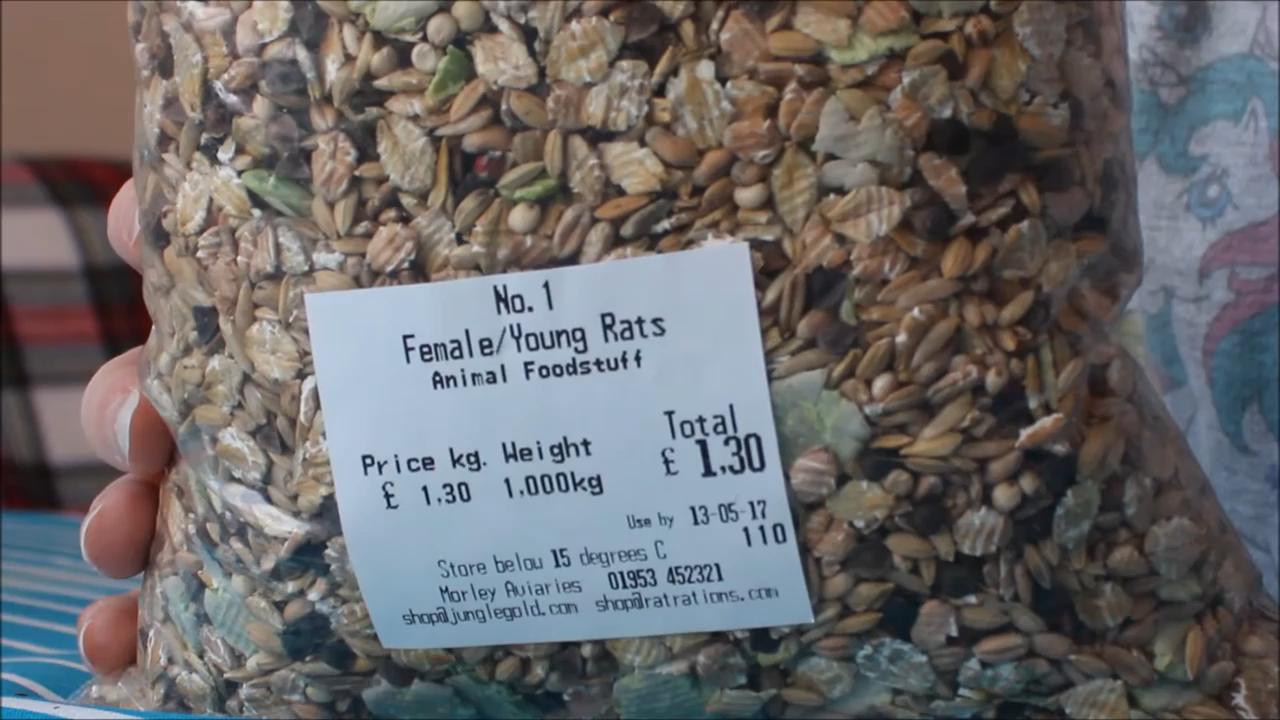 No. 1
Female/Young Rats
Animal Foodstuff
Price kg. Weight Total
£ 1.30 1.000kg £ 1.30
Use by 13-05-17
110
Store below 15 degrees C
Morley Aviaries 01953 452321
shop@junglegold.com shop@ratrations.com